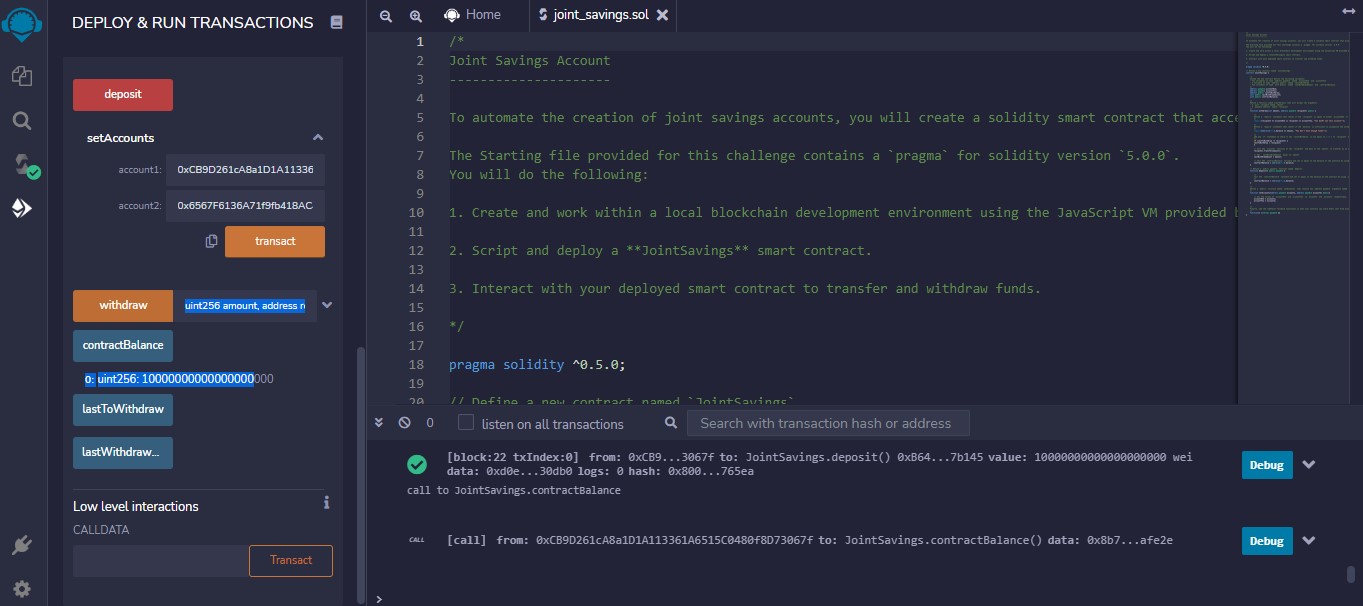 DEPLOY & RUN TRANSACTIONS
Home
joint_savings.sol
deposit
setAccounts
account1: 0xCB9D261cA8a1D1A11336
account2: 0x6567F6136A71f9fb418AC
transact
withdraw uint256 amount, address r
contractBalance
0: uint256: 10000000000000000000
lastToWithdraw
lastWithdraw...
Low level interactions
i
CALLDATA
Transact
1 /*
2 Joint Savings Account
3 ---------------------
4
5 To automate the creation of joint savings accounts, you will create a solidity smart contract that acce
6
7 The Starting file provided for this challenge contains a `pragma` for solidity version `5.0.0`.
8 You will do the following:
9
10 1. Create and work within a local blockchain development environment using the JavaScript VM provided b
11
12 2. Script and deploy a **JointSavings** smart contract.
13
14 3. Interact with your deployed smart contract to transfer and withdraw funds.
15
16 */
17
18 pragma solidity ^0.5.0;
19
20 // Define a new contract named `JointSavings`
0 listen on all transactions Search with transaction hash or address
[block:22 txIndex:0] from: 0xCB9...3067f to: JointSavings.deposit() 0xB64...7b145 value: 10000000000000000000 wei
data: 0xd0e...30db0 logs: 0 hash: 0x800...765ea
Debug
call to JointSavings.contractBalance
CALL [call] from: 0xCB9D261cA8a1D1A113361A6515C0480f8D73067f to: JointSavings.contractBalance() data: 0x8b7...afe2e
Debug
>